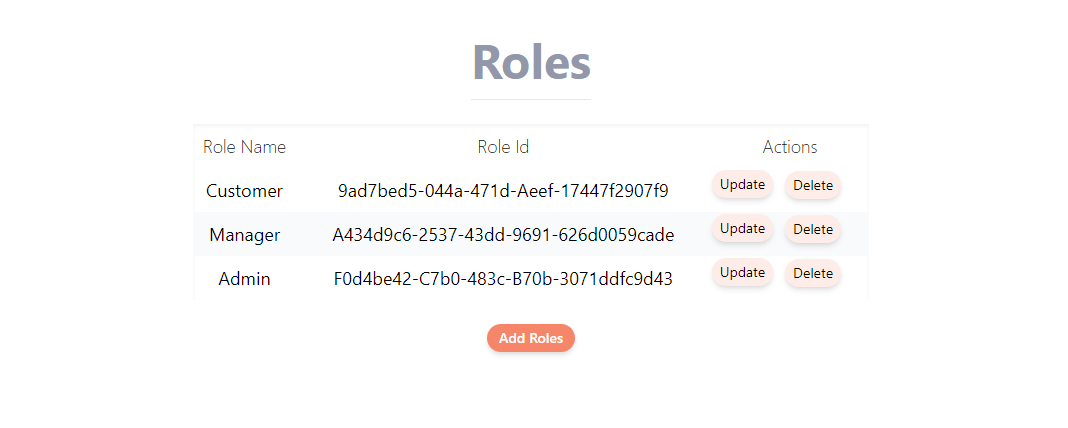 Roles
Role Name Role Id Actions
Customer 9ad7bed5-044a-471d-Aeef-17447f2907f9 Update Delete
Manager A434d9c6-2537-43dd-9691-626d0059cade Update Delete
Admin F0d4be42-C7b0-483c-B70b-3071ddfc9d43 Update Delete
Add Roles